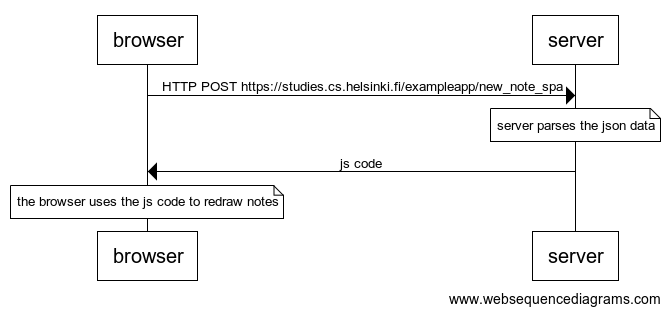 browser server
HTTP POST https://studies.cs.helsinki.fi/exampleapp/new_note_spa
server parses the json data
js code
the browser uses the js code to redraw notes
browser server
www.websequencediagrams.com